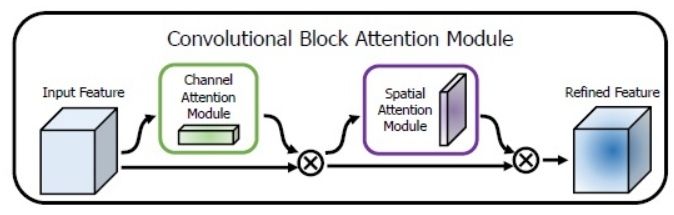 Convolutional Block Attention Module
Input Feature
Channel
Attention
Module
Spatial
Attention
Module
Refined Feature